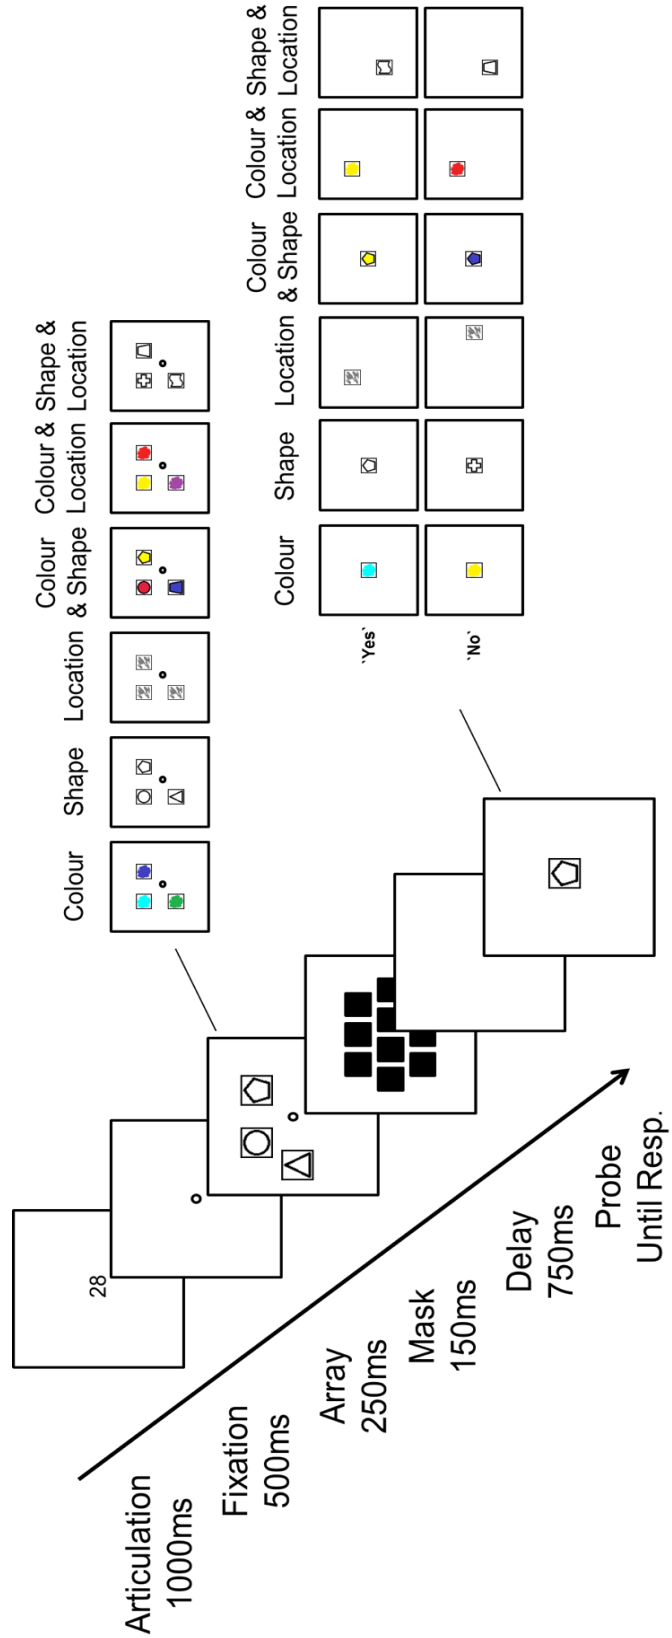 Colour
Shape
Location
Colour
& Shape
Colour &
Location
Shape &
Location
Colour
Shape
Location
Colour
& Shape
Colour &
Location
Shape &
Location
`Yes`
`No`
28
Articulation
1000ms
Fixation
500ms
Array
250ms
Mask
150ms
Delay
750ms
Probe
Until Resp.